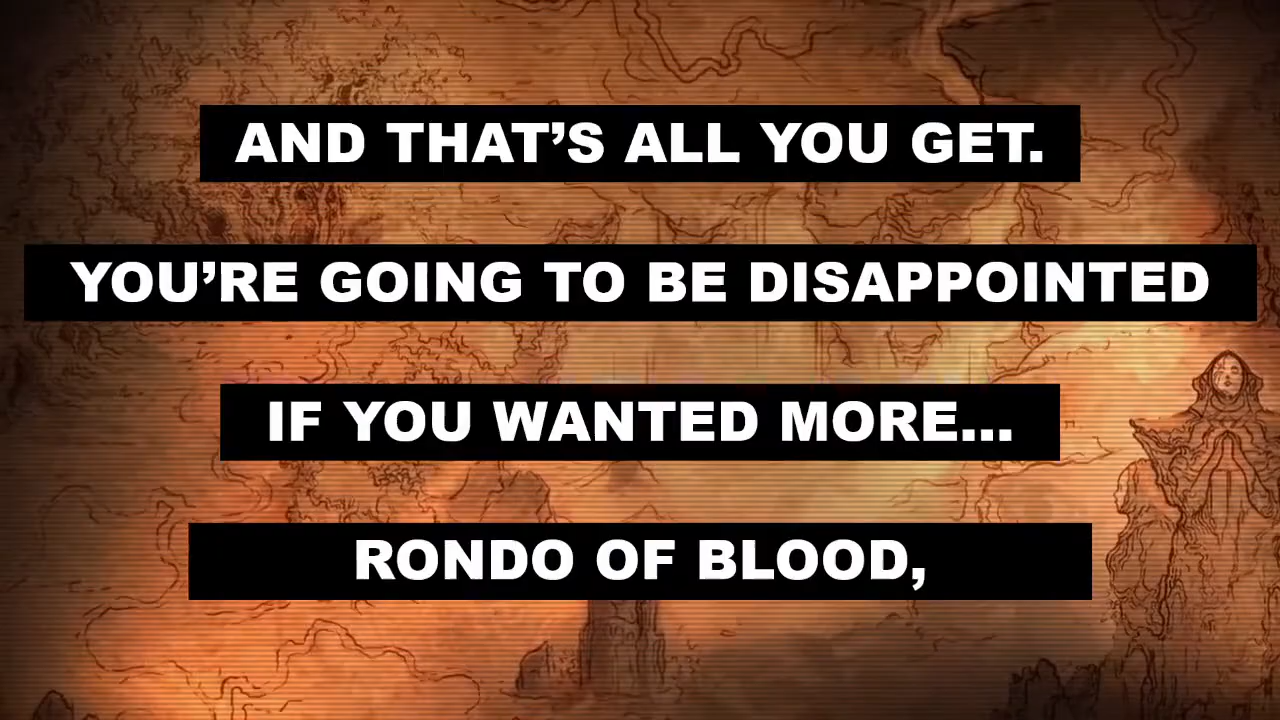 AND THAT’S ALL YOU GET.
YOU’RE GOING TO BE DISAPPOINTED
IF YOU WANTED MORE...
RONDO OF BLOOD,